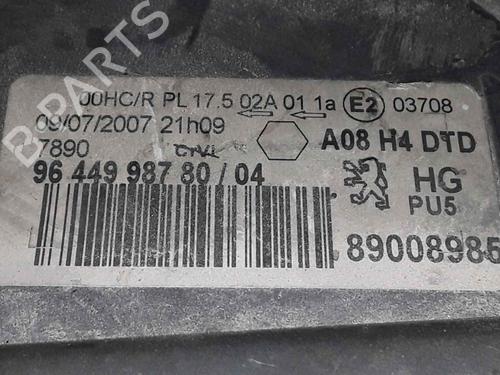 00HC/R PL 17.5 02A 01 1a E2 03708
09/07/2007 21h09
A08 H4 DTD
7890
96 449 987 80 / 04
HG
PU5
8900898
B-PARTS